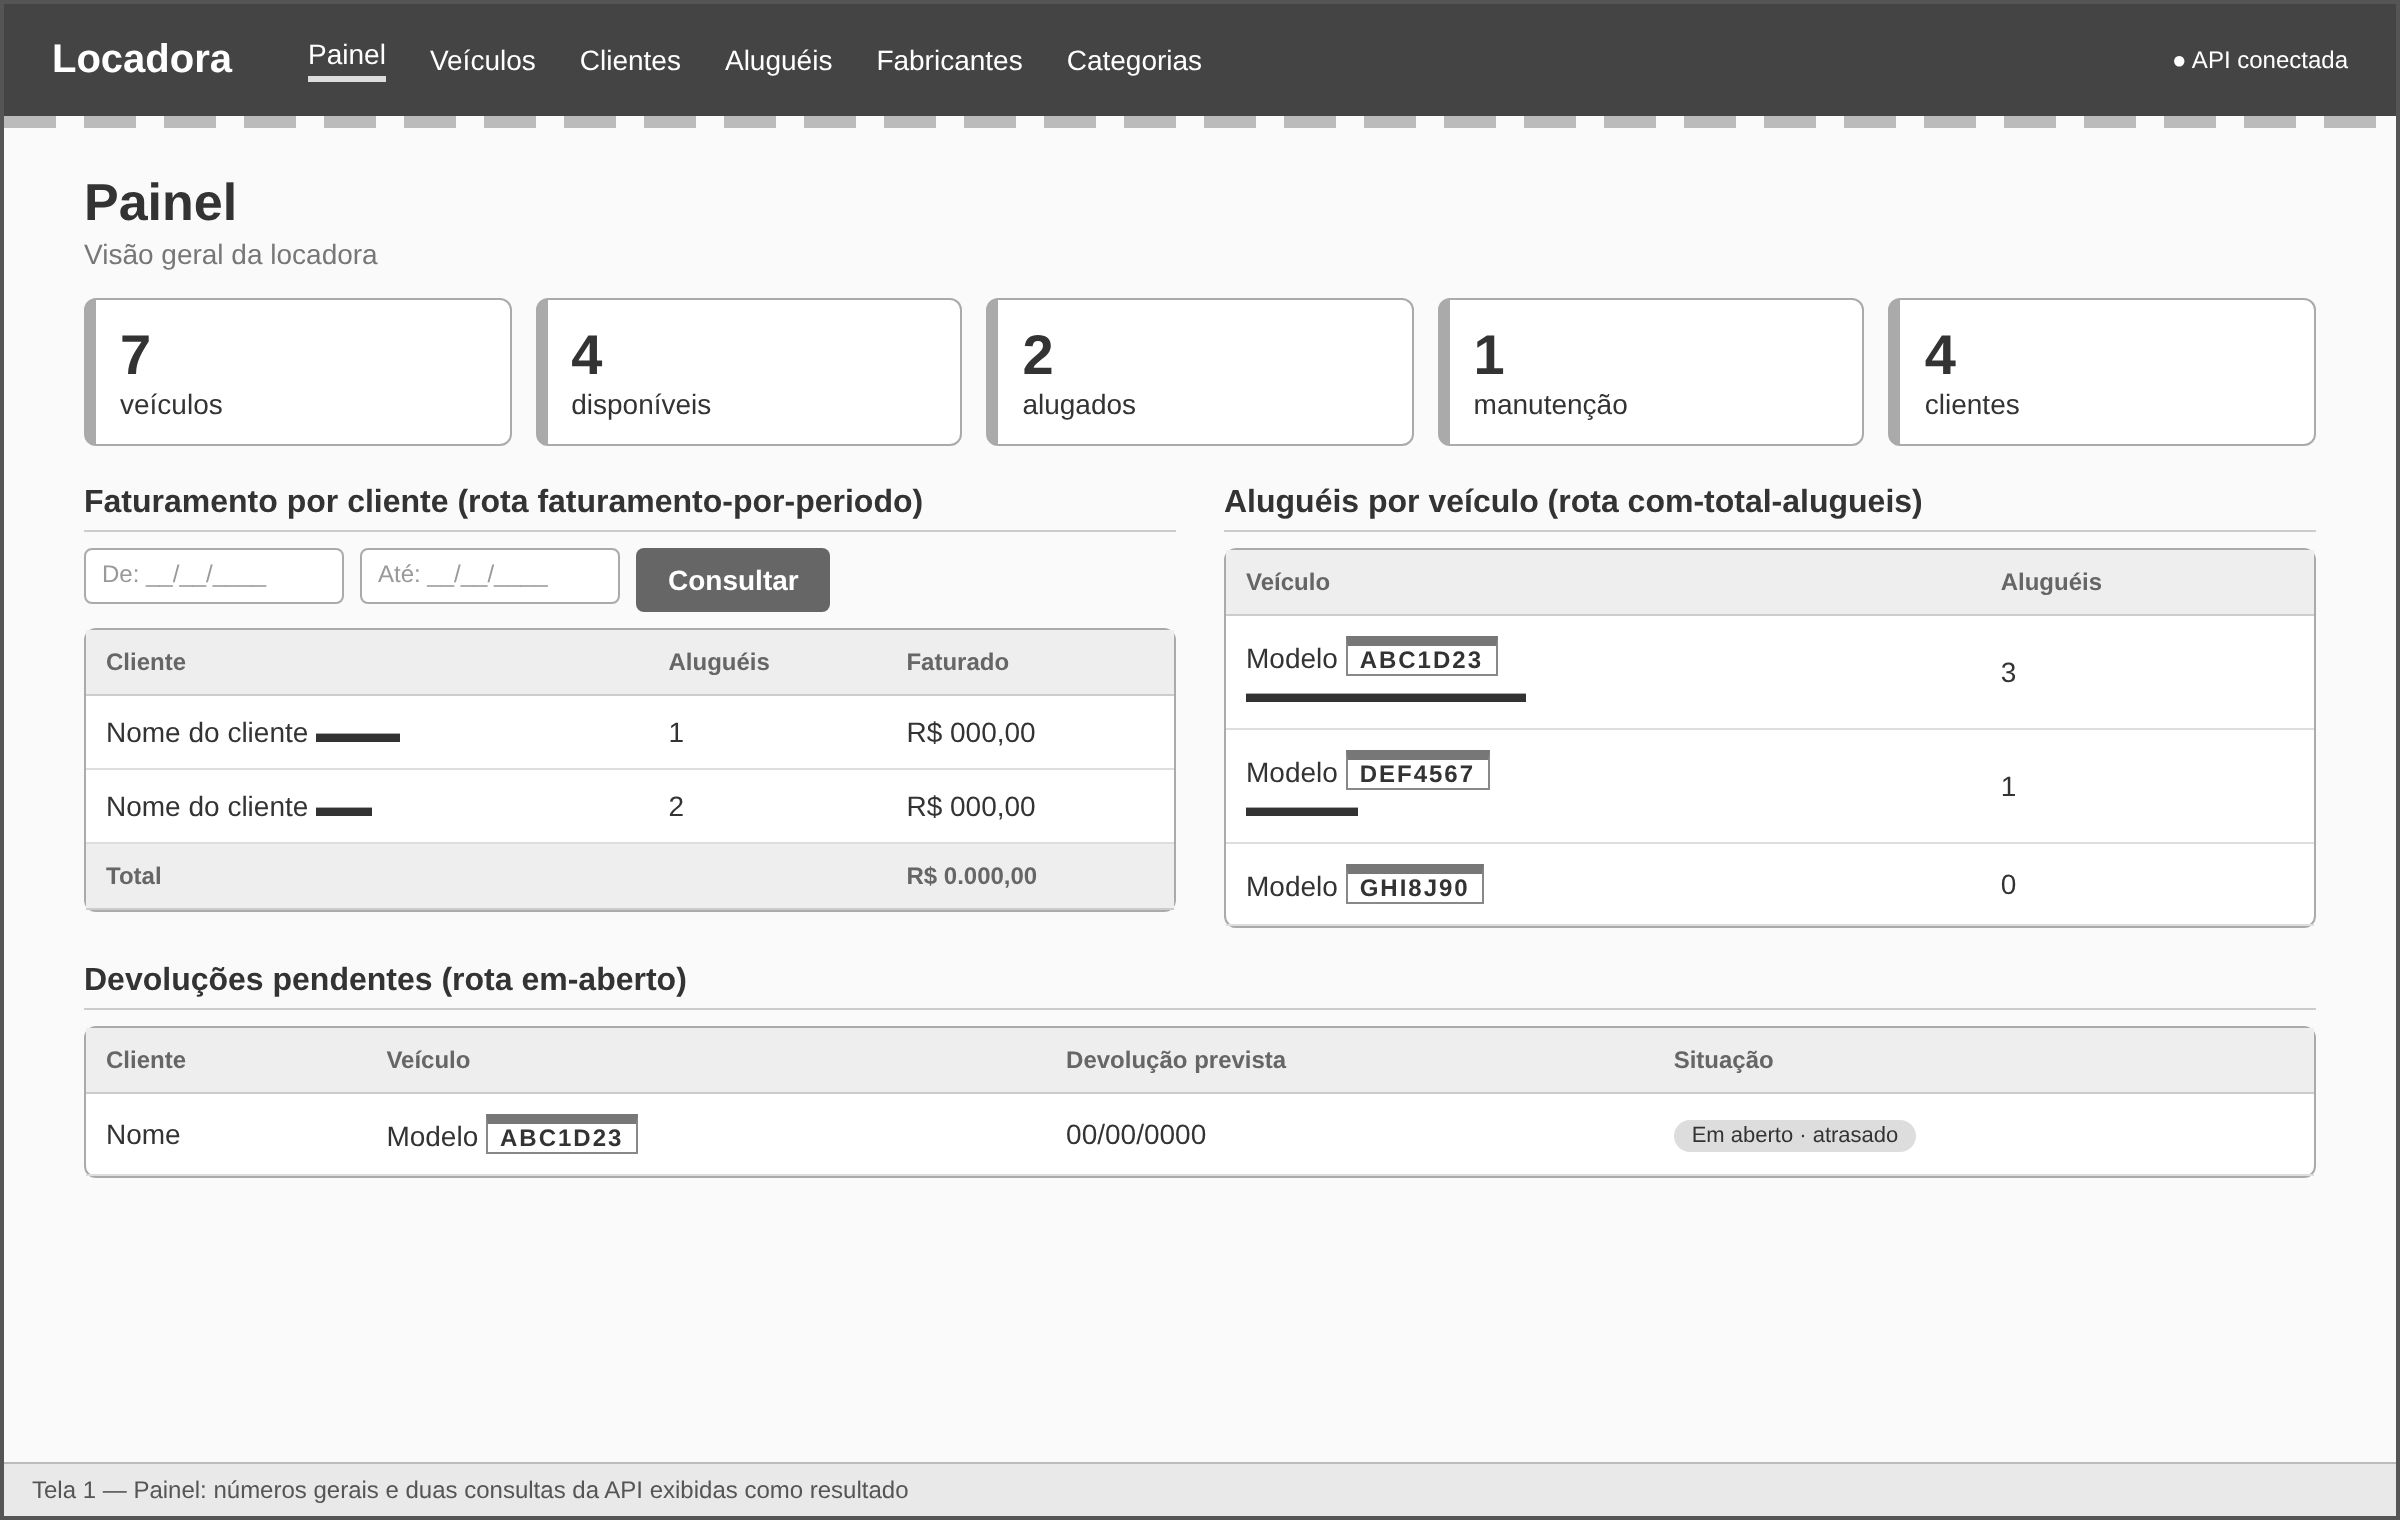 Locadora Painel Veículos Clientes Aluguéis Fabricantes Categorias ● API conectada
Painel
Visão geral da locadora
7
veículos
4
disponíveis
2
alugados
1
manutenção
4
clientes
Faturamento por cliente (rota faturamento-por-periodo)
De: __/__/____ Até: __/__/____ Consultar
Cliente Aluguéis Faturado
Nome do cliente 1 R$ 000,00
Nome do cliente 2 R$ 000,00
Total R$ 0.000,00
Aluguéis por veículo (rota com-total-alugueis)
Veículo Aluguéis
Modelo ABC1D23 3
Modelo DEF4567 1
Modelo GHI8J90 0
Devoluções pendentes (rota em-aberto)
Cliente Veículo Devolução prevista Situação
Nome Modelo ABC1D23 00/00/0000 Em aberto · atrasado
Tela 1 — Painel: números gerais e duas consultas da API exibidas como resultado